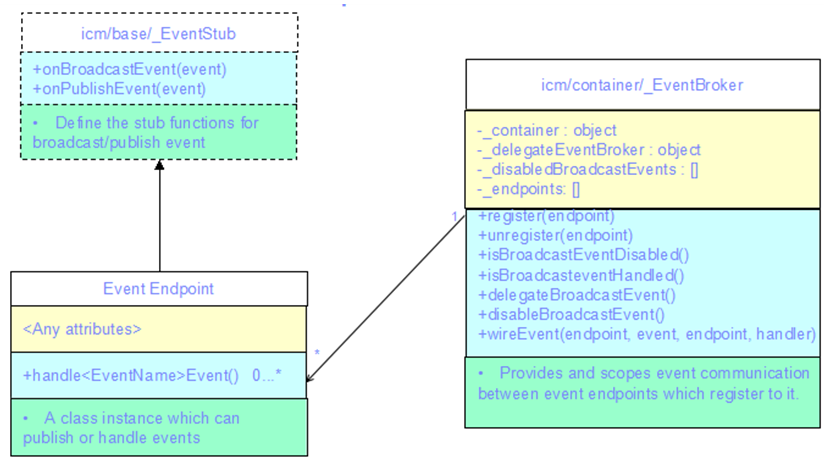 icm/base/_EventStub
+onBroadcastEvent(event)
+onPublishEvent(event)
• Define the stub functions for
broadcast/publish event
icm/container/_EventBroker
-_container : object
-_delegateEventBroker : object
-_disabledBroadcastEvents : []
-_endpoints: []
+register(endpoint)
+unregister(endpoint)
+isBroadcastEventDisabled()
+isBroadcasteventHandled()
+delegateBroadcastEvent()
+disableBroadcastEvent()
+wireEvent(endpoint, event, endpoint, handler)
• Provides and scopes event communication
between event endpoints which register to it.
1
*
Event Endpoint
<Any attributes>
+handle<EventName>Event() 0...*
• A class instance which can
publish or handle events